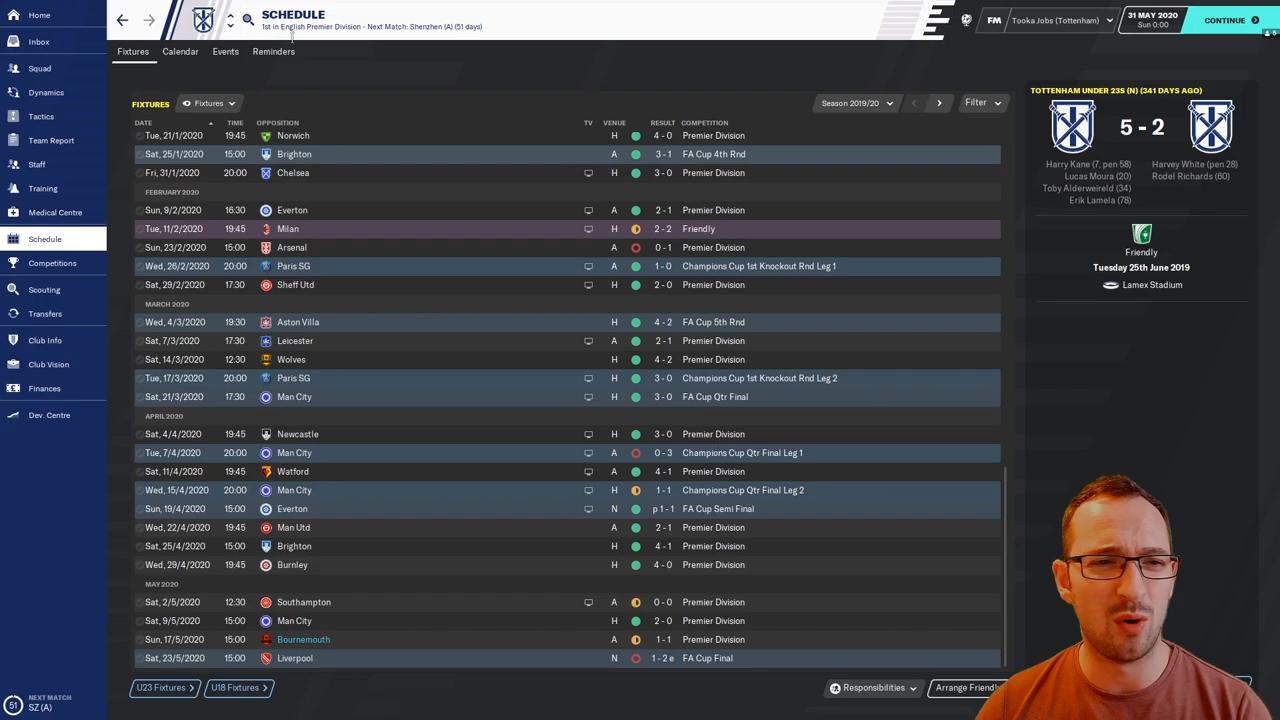 Home
Inbox
Squad
Dynamics
Tactics
Team Report
Staff
Training
Medical Centre
Schedule
Competitions
Scouting
Transfers
Club Info
Club Vision
Finances
Dev. Centre
51
NEXT MATCH
SZ (A)
SCHEDULE
1st in English Premier Division - Next Match: Shenzhen (A) (51 days)
FM
Tooka Jobs (Tottenham)
31 MAY 2020
Sun 0:00
CONTINUE
5
Fixtures Calendar Events Reminders
FIXTURES Fixtures Season 2019/20 Filter
DATE TIME OPPOSITION TV VENUE RESULT COMPETITION
Tue, 21/1/2020 19:45 Norwich H 4 - 0 Premier Division
Sat, 25/1/2020 15:00 Brighton A 3 - 1 FA Cup 4th Rnd
Fri, 31/1/2020 20:00 Chelsea H 3 - 0 Premier Division
FEBRUARY 2020
Sun, 9/2/2020 16:30 Everton A 2 - 1 Premier Division
Tue, 11/2/2020 19:45 Milan H 2 - 2 Friendly
Sun, 23/2/2020 15:00 Arsenal A 0 - 1 Premier Division
Wed, 26/2/2020 20:00 Paris SG A 1 - 0 Champions Cup 1st Knockout Rnd Leg 1
Sat, 29/2/2020 17:30 Sheff Utd H 2 - 0 Premier Division
MARCH 2020
Wed, 4/3/2020 19:30 Aston Villa H 4 - 2 FA Cup 5th Rnd
Sat, 7/3/2020 17:30 Leicester A 2 - 1 Premier Division
Sat, 14/3/2020 12:30 Wolves H 4 - 2 Premier Division
Tue, 17/3/2020 20:00 Paris SG H 3 - 0 Champions Cup 1st Knockout Rnd Leg 2
Sat, 21/3/2020 17:30 Man City H 3 - 0 FA Cup Qtr Final
APRIL 2020
Sat, 4/4/2020 19:45 Newcastle H 3 - 0 Premier Division
Tue, 7/4/2020 20:00 Man City A 0 - 3 Champions Cup Qtr Final Leg 1
Sat, 11/4/2020 19:45 Watford A 4 - 1 Premier Division
Wed, 15/4/2020 20:00 Man City H 1 - 1 Champions Cup Qtr Final Leg 2
Sun, 19/4/2020 15:00 Everton N p 1 - 1 FA Cup Semi Final
Wed, 22/4/2020 19:45 Man Utd A 2 - 1 Premier Division
Sat, 25/4/2020 15:00 Brighton H 4 - 1 Premier Division
Wed, 29/4/2020 19:45 Burnley H 4 - 0 Premier Division
MAY 2020
Sat, 2/5/2020 12:30 Southampton A 0 - 0 Premier Division
Sat, 9/5/2020 15:00 Man City H 2 - 0 Premier Division
Sun, 17/5/2020 15:00 Bournemouth A 1 - 1 Premier Division
Sat, 23/5/2020 15:00 Liverpool N 1 - 2 e FA Cup Final
U23 Fixtures U18 Fixtures Responsibilities Arrange Friendl
TOTTENHAM UNDER 23S (N) (341 DAYS AGO)
5 - 2
Harry Kane (7, pen 58) Harvey White (pen 28)
Lucas Moura (20) Rodel Richards (60)
Toby Alderweireld (34)
Erik Lamela (78)
Friendly
Tuesday 25th June 2019
Lamex Stadium